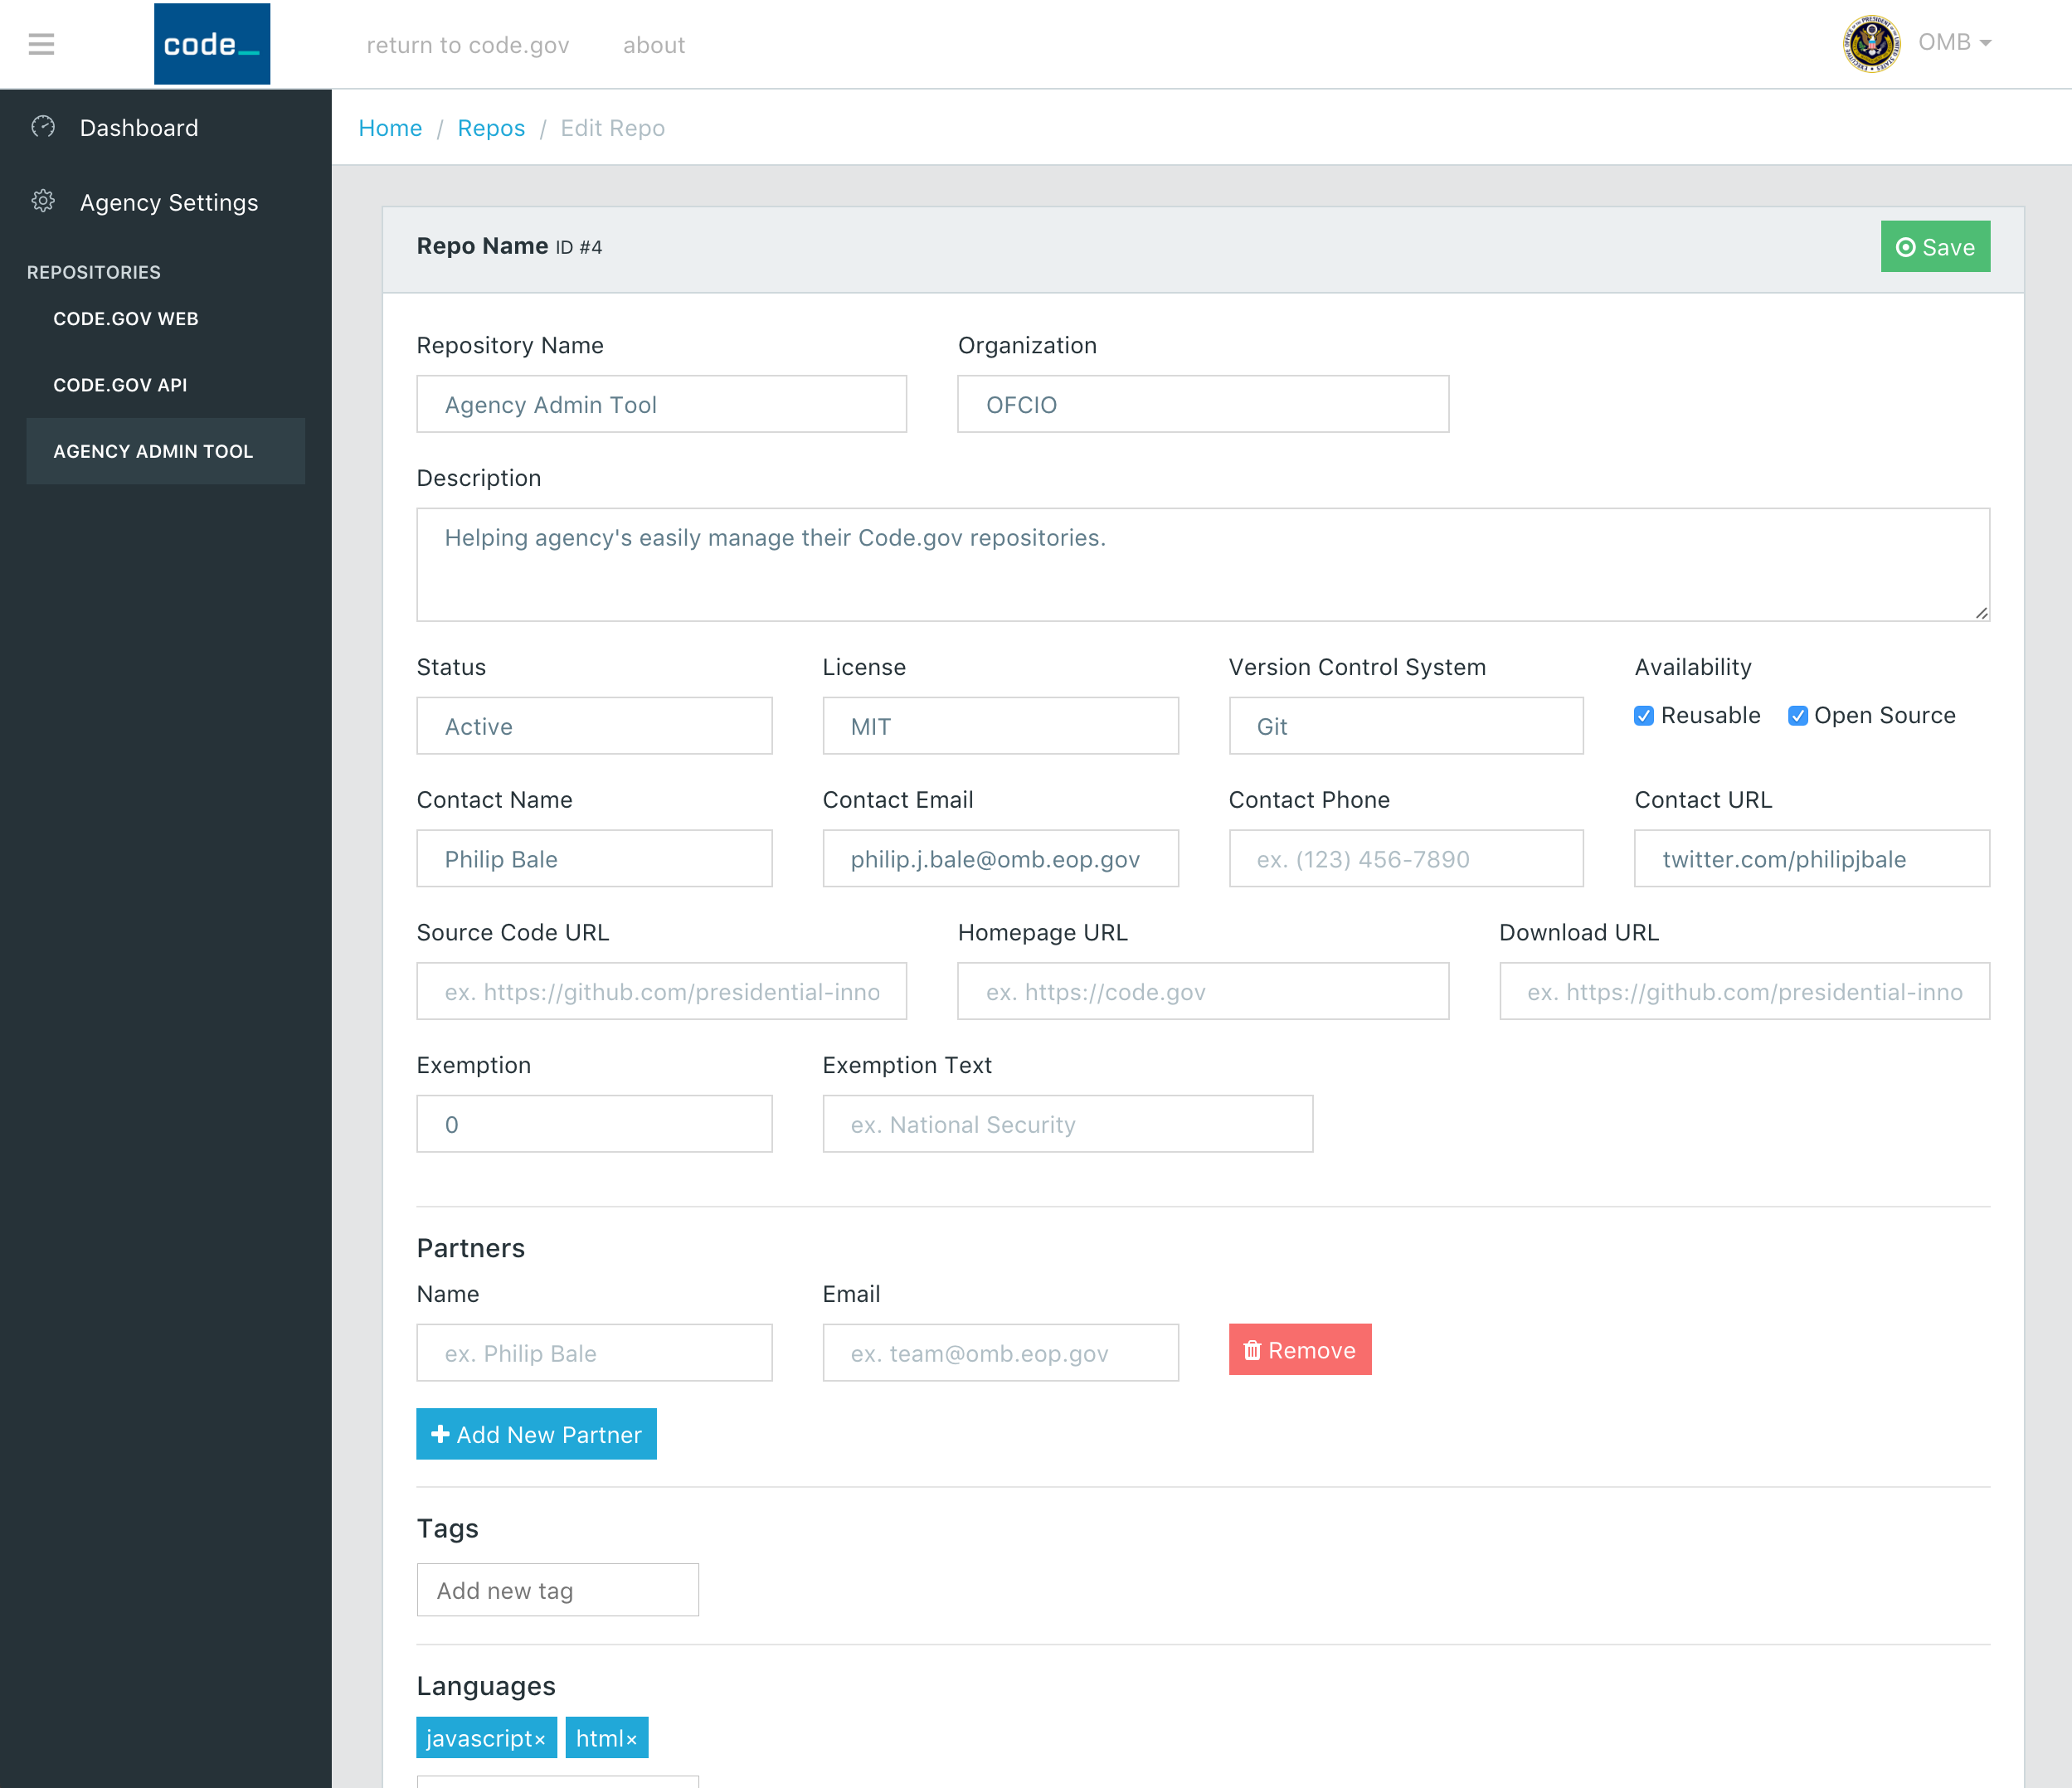 code_
return to code.gov about
OMB
Dashboard
Agency Settings
REPOSITORIES
CODE.GOV WEB
CODE.GOV API
AGENCY ADMIN TOOL
Home / Repos / Edit Repo
Repo Name ID #4
Save
Repository Name Organization
Agency Admin Tool OFCIO
Description
Helping agency's easily manage their Code.gov repositories.
Status License Version Control System Availability
Active MIT Git Reusable Open Source
Contact Name Contact Email Contact Phone Contact URL
Philip Bale philip.j.bale@omb.eop.gov ex. (123) 456-7890 twitter.com/philipjbale
Source Code URL Homepage URL Download URL
ex. https://github.com/presidential-inno ex. https://code.gov ex. https://github.com/presidential-inno
Exemption Exemption Text
0 ex. National Security
Partners
Name Email
ex. Philip Bale ex. team@omb.eop.gov Remove
Add New Partner
Tags
Add new tag
Languages
javascript× html×